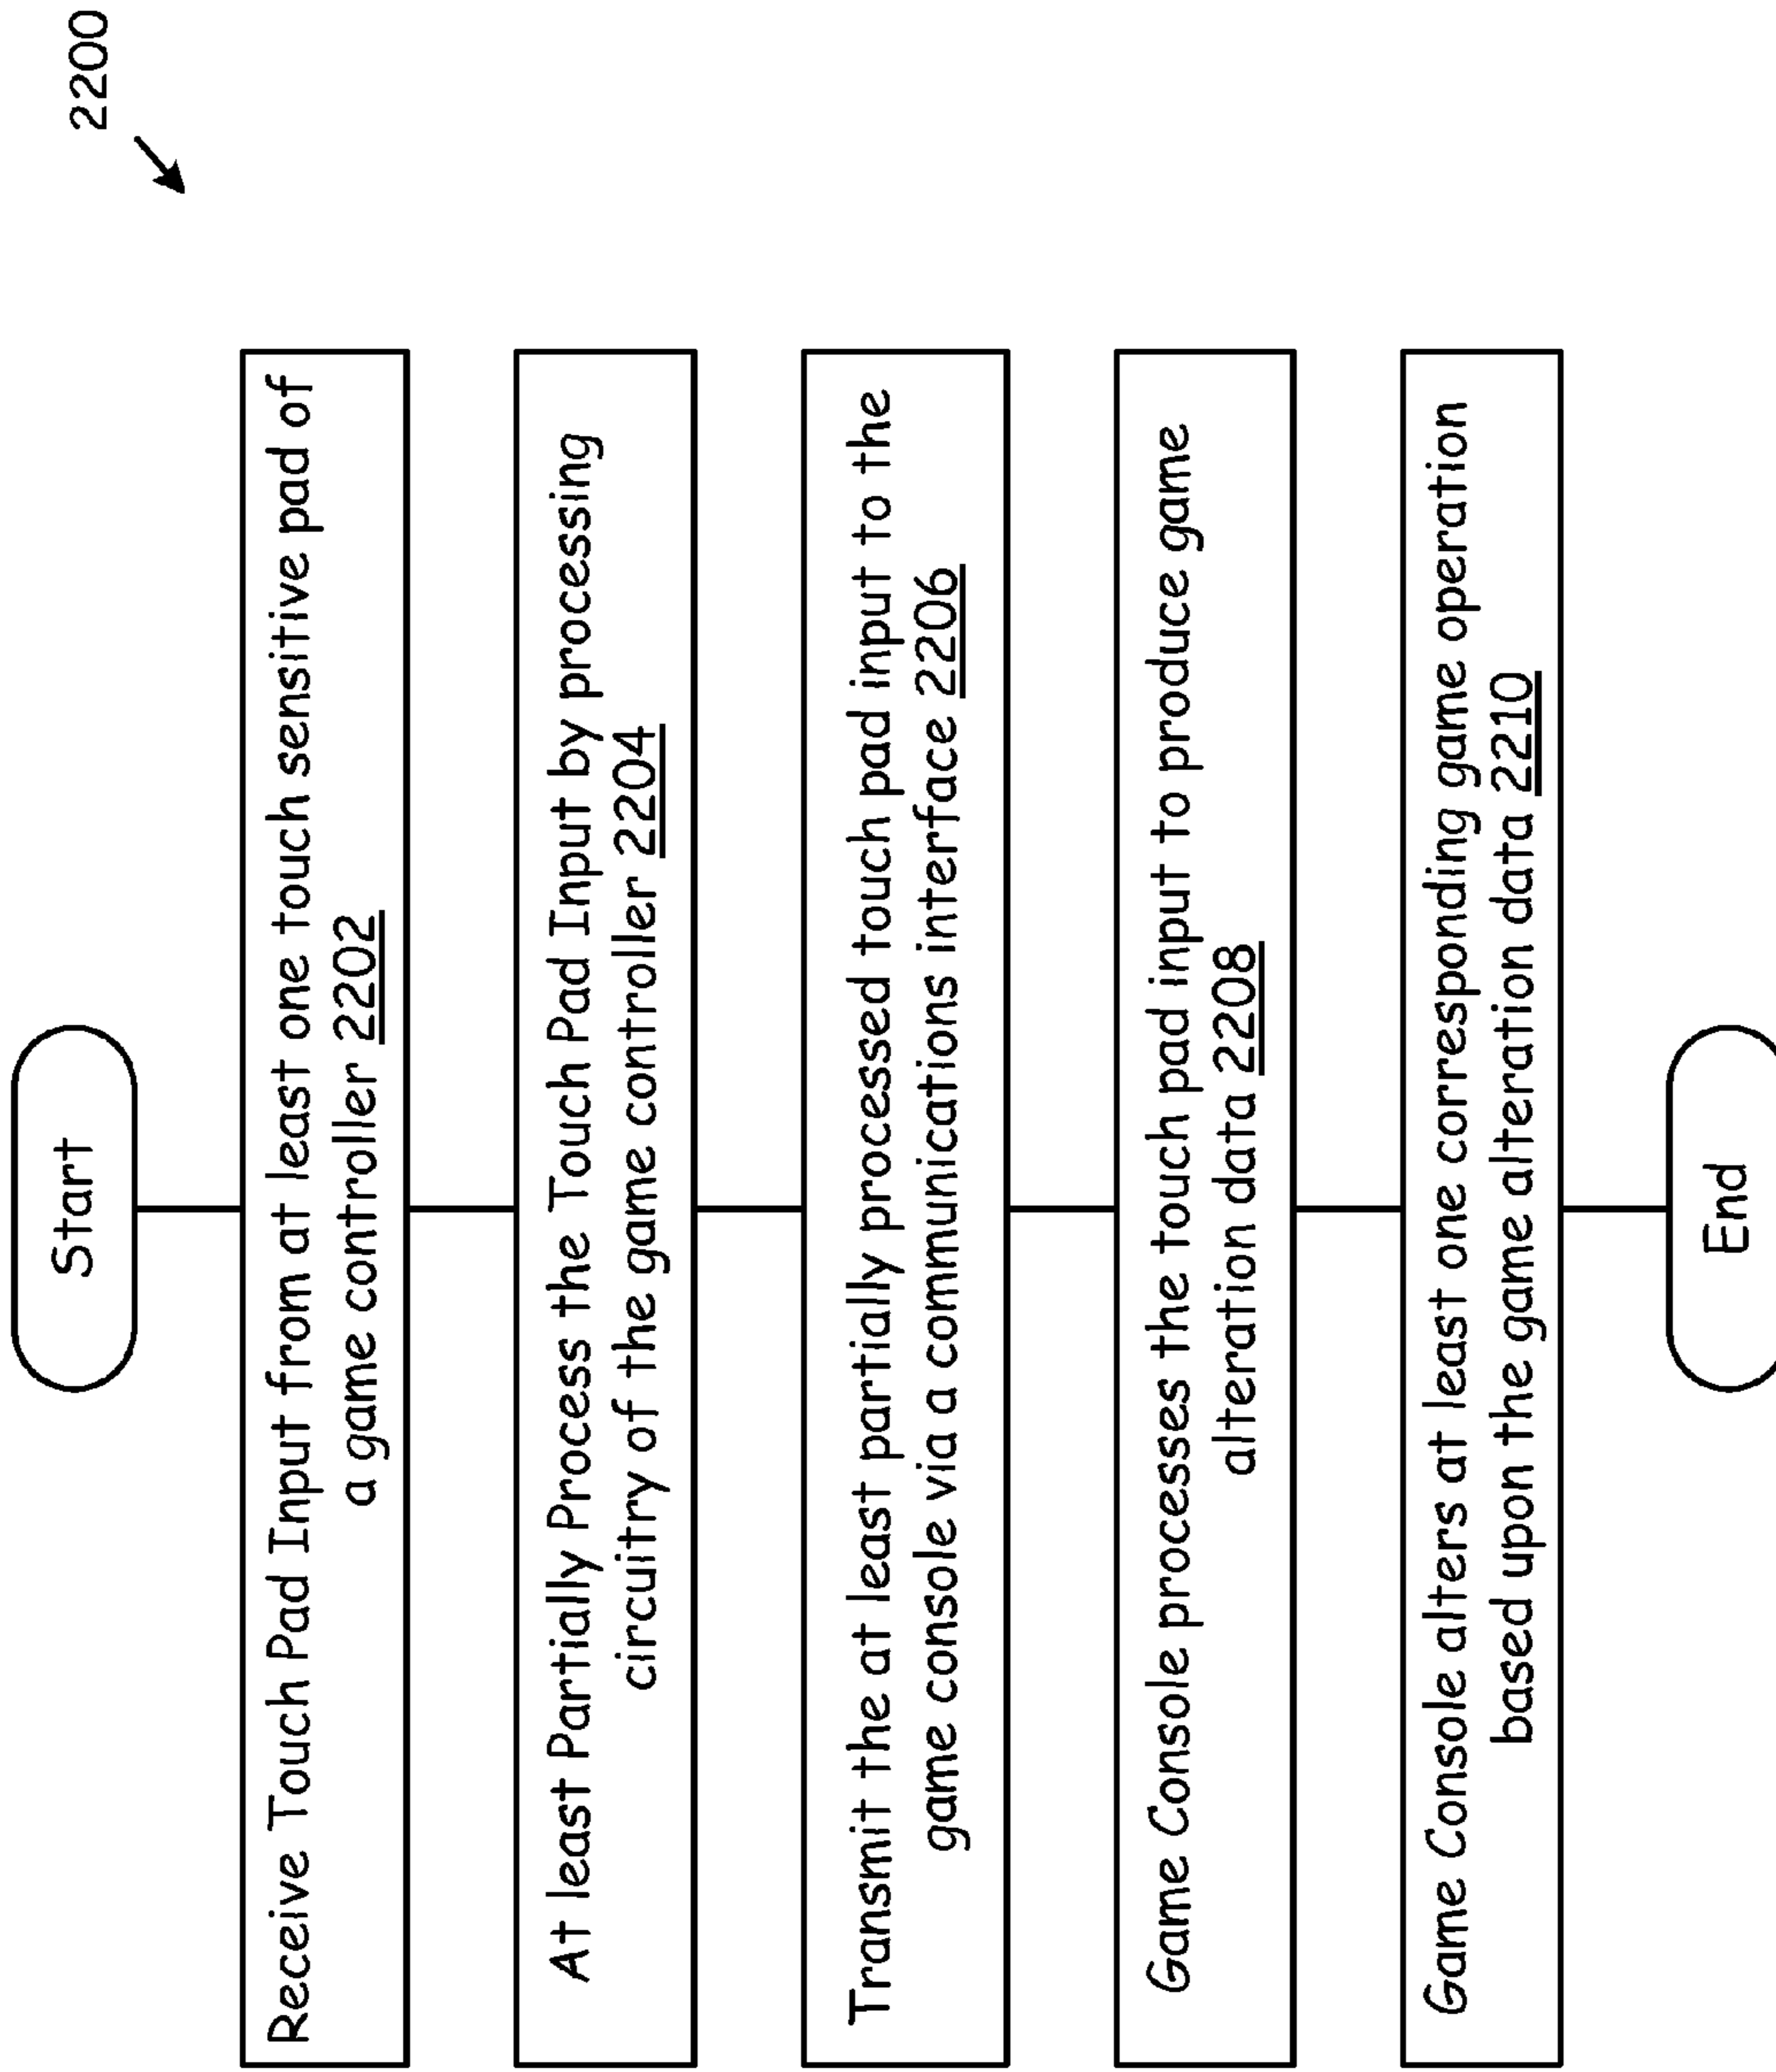 2200
Start
Receive Touch Pad Input from at least one touch sensitive pad of
a game controller 2202
At least Partially Process the Touch Pad Input by processing
circuitry of the game controller 2204
Transmit the at least partially processed touch pad input to the
game console via a communications interface 2206
Game Console processes the touch pad input to produce game
alteration data 2208
Game Console alters at least one corresponding game operation
based upon the game alteration data 2210
End